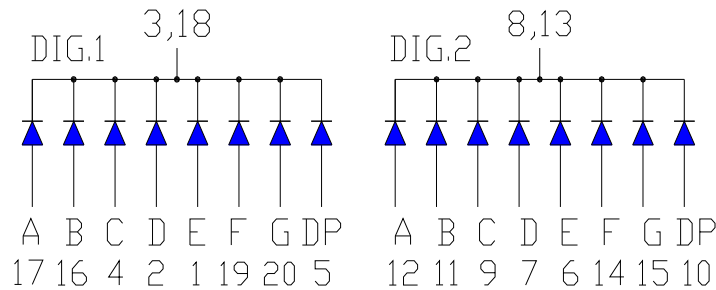 3,18 8,13
DIG.1 DIG.2
A B C D E F G DP A B C D E F G DP
17 16 4 2 1 19 20 5 12 11 9 7 6 14 15 10